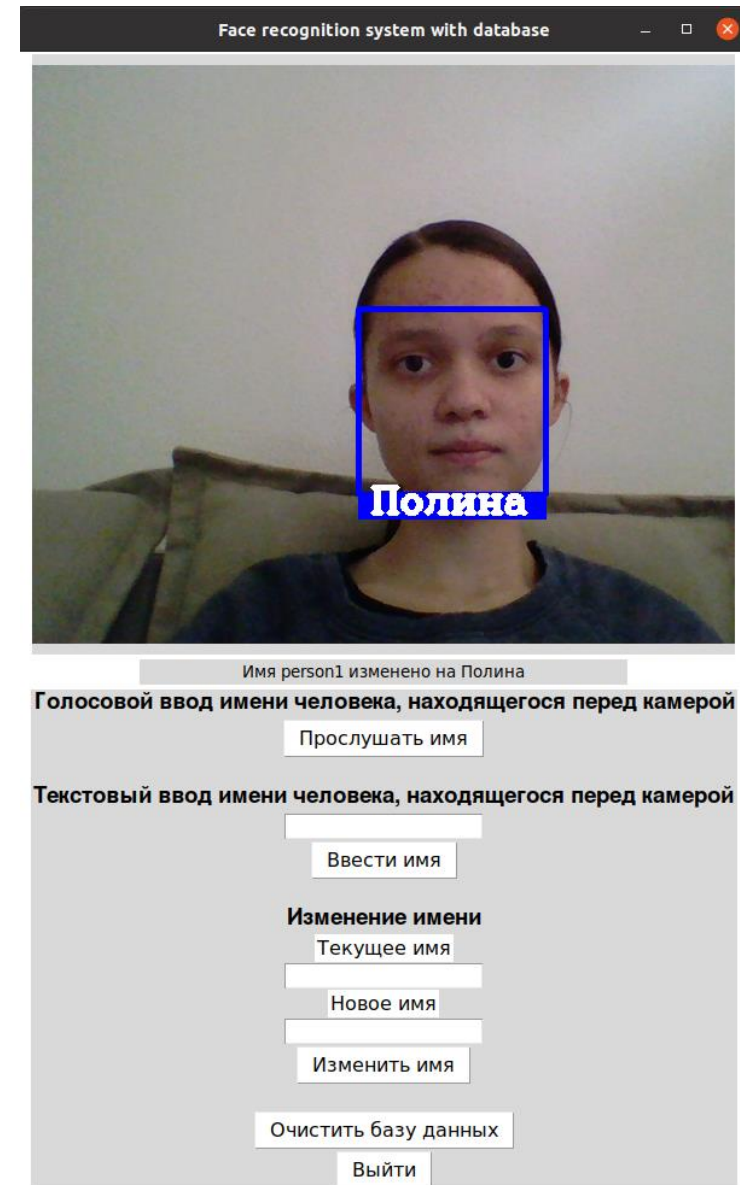 Face recognition system with database
Полина
Имя person1 изменено на Полина
Голосовой ввод имени человека, находящегося перед камерой
Прослушать имя
Текстовый ввод имени человека, находящегося перед камерой
Ввести имя
Изменение имени
Текущее имя
Новое имя
Изменить имя
Очистить базу данных
Выйти